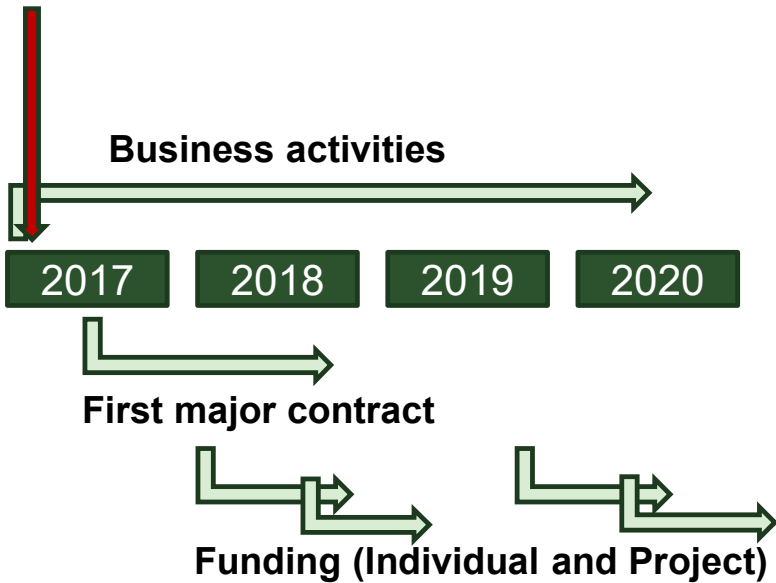 Business activities
2017 2018 2019 2020
First major contract
Funding (Individual and Project)